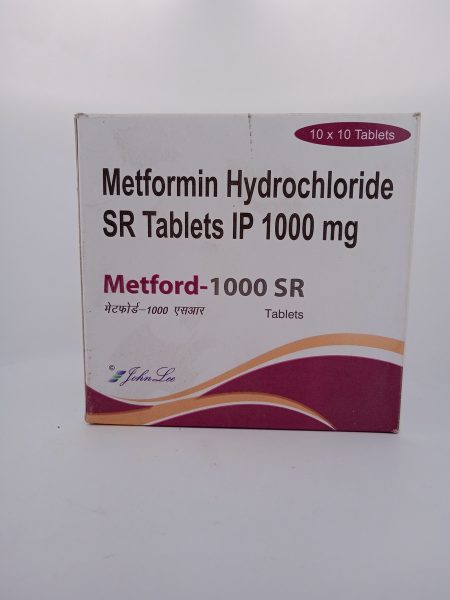 10 x 10 Tablets
Metformin Hydrochloride
SR Tablets IP 1000 mg
Metford-1000 SR
मेटफोर्ड-1000 एसआर
Tablets
© John Lee